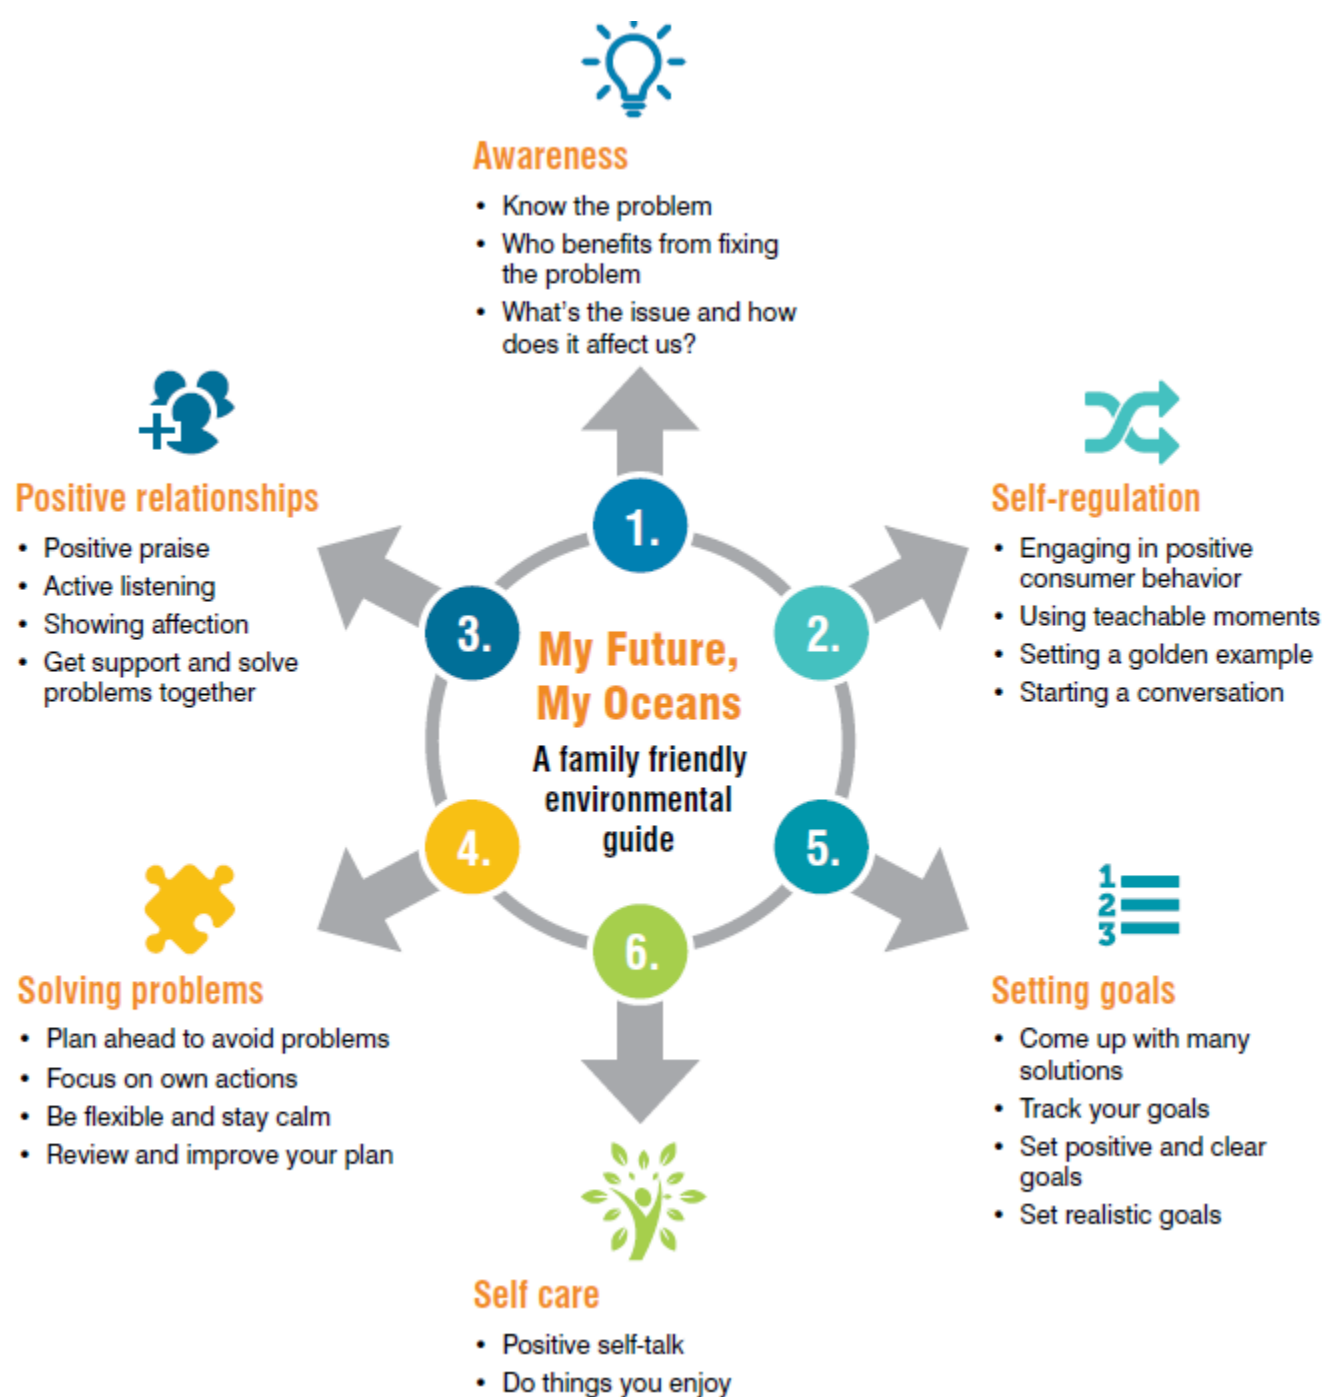 Awareness
• Know the problem
• Who benefits from fixing
the problem
• What's the issue and how
does it affect us?
Positive relationships
• Positive praise
• Active listening
• Showing affection
• Get support and solve
problems together
Self-regulation
• Engaging in positive
consumer behavior
• Using teachable moments
• Setting a golden example
• Starting a conversation
1.
2.
3.
My Future,
My Oceans
A family friendly
environmental
guide
4.
5.
6.
Solving problems
• Plan ahead to avoid problems
• Focus on own actions
• Be flexible and stay calm
• Review and improve your plan
1
2
3
Setting goals
• Come up with many
solutions
• Track your goals
• Set positive and clear
goals
• Set realistic goals
Self care
• Positive self-talk
• Do things you enjoy